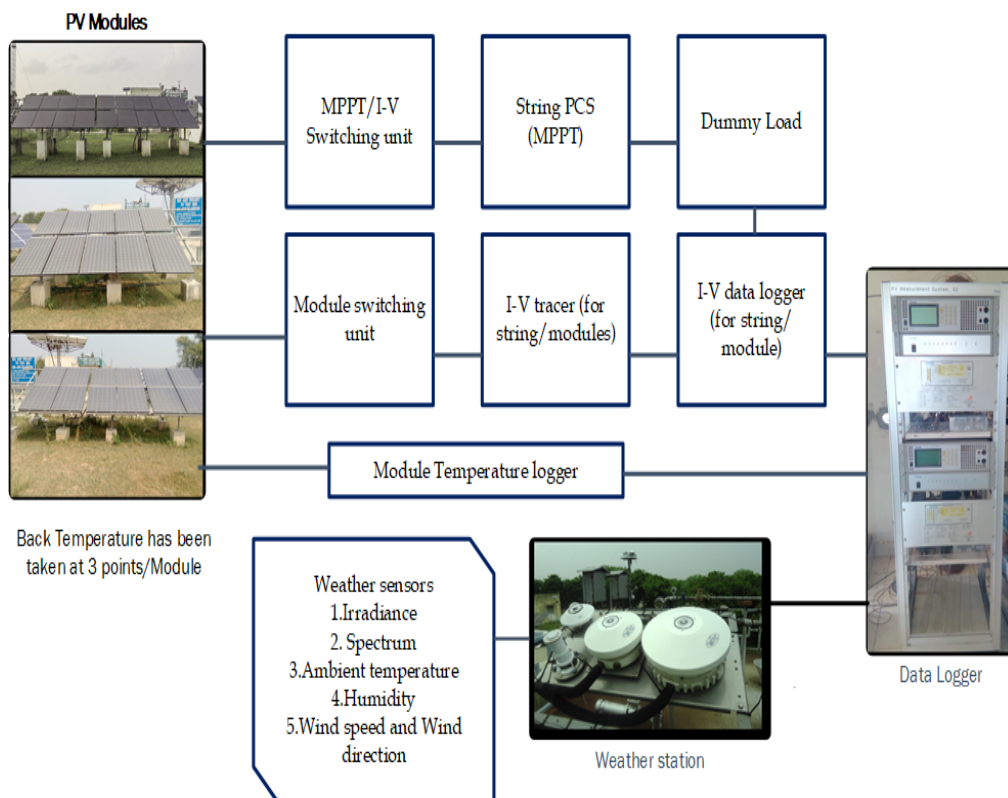 PV Modules
MPPT/I-V
Switching unit
String PCS
(MPPT)
Dummy Load
Module switching
unit
I-V tracer (for
string/modules)
I-V data logger
(for string/
module)
Module Temperature logger
Back Temperature has been
taken at 3 points/Module
Weather sensors
1.Irradiance
2. Spectrum
3.Ambient temperature
4.Humidity
5.Wind speed and Wind
direction
Weather station
Data Logger